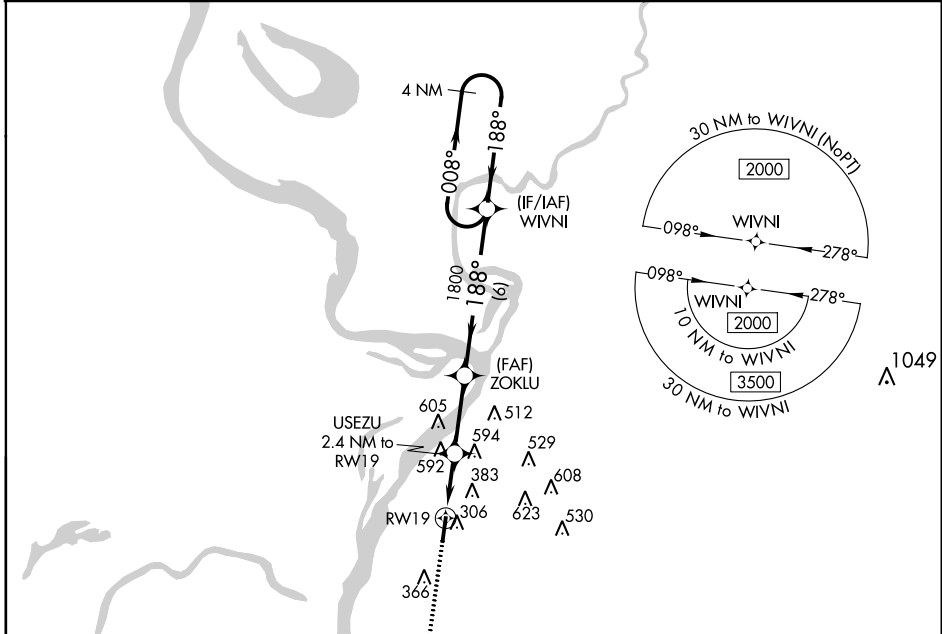 4 NM
188°
008°
(IF/IAF)
WIVNI
1800
188°
(6)
(FAF)
ZOKLU
605
512
USEZU
2.4 NM to
RW19
592
594
529
383
608
623
RW19
306
530
366
30 NM to WIVNI (NoPT)
2000
WIVNI
098°
278°
098°
278°
WIVNI
2000
10 NM to WIVNI
3500
30 NM to WIVNI
1049